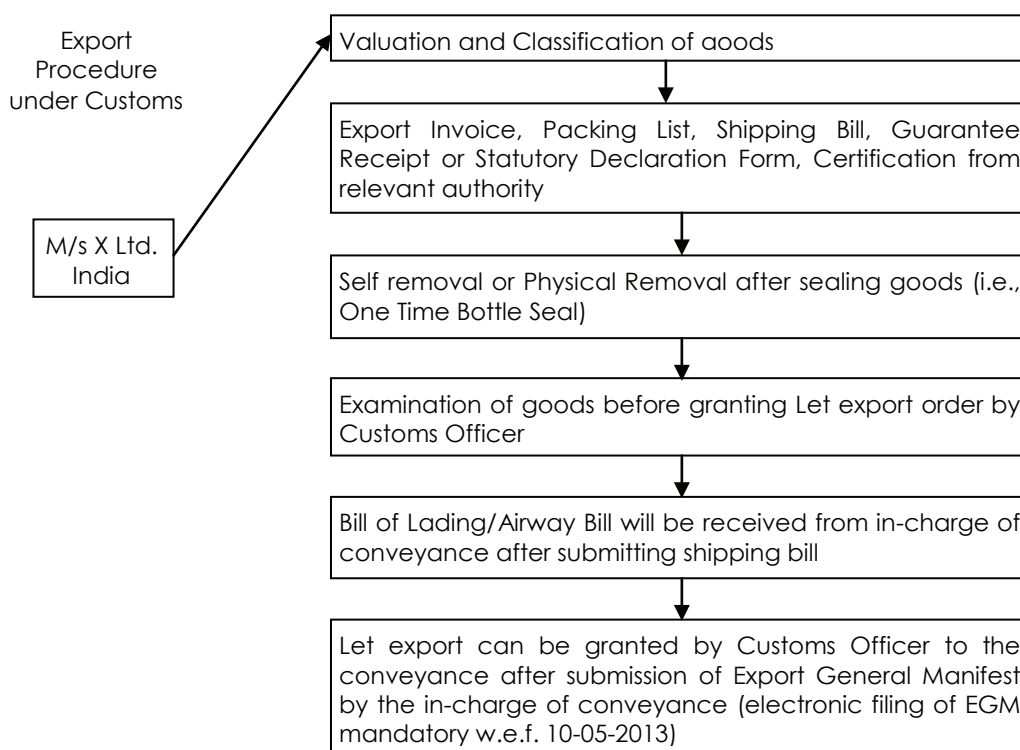 Export
Procedure
under Customs
M/s X Ltd.
India
Valuation and Classification of aoods
Export Invoice, Packing List, Shipping Bill, Guarantee
Receipt or Statutory Declaration Form, Certification from
relevant authority
Self removal or Physical Removal after sealing goods (i.e.,
One Time Bottle Seal)
Examination of goods before granting Let export order by
Customs Officer
Bill of Lading/Airway Bill will be received from in-charge of
conveyance after submitting shipping bill
Let export can be granted by Customs Officer to the
conveyance after submission of Export General Manifest
by the in-charge of conveyance (electronic filing of EGM
mandatory w.e.f. 10-05-2013)